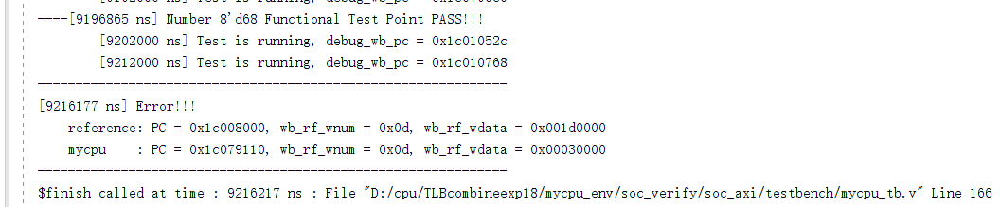 ----[9196865 ns] Number 8'd68 Functional Test Point PASS!!!
[9202000 ns] Test is running, debug_wb_pc = 0x1c01052c
[9212000 ns] Test is running, debug_wb_pc = 0x1c010768
--------------------------------------------------------------
[9216177 ns] Error!!!
reference: PC = 0x1c008000, wb_rf_wnum = 0x0d, wb_rf_wdata = 0x001d0000
mycpu    : PC = 0x1c079110, wb_rf_wnum = 0x0d, wb_rf_wdata = 0x00030000
--------------------------------------------------------------
$finish called at time : 9216217 ns : File "D:/cpu/TLBcombineexp18/mycpu_env/soc_verify/soc_axi/testbench/mycpu_tb.v" Line 166